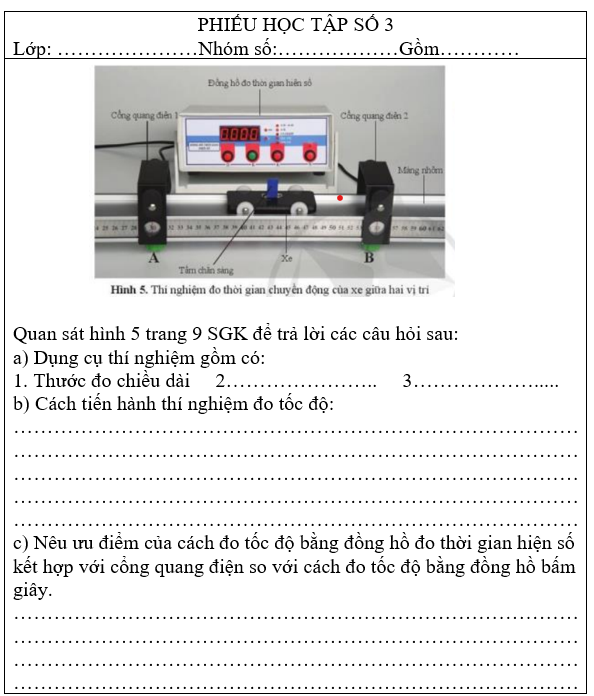 PHIẾU HỌC TẬP SỐ 3
Lớp: …………………Nhóm số:………………Gồm…………
Đồng hồ đo thời gian hiện số
Cổng quang điện 1
Cổng quang điện 2
Máng nhôm
A
B
Tấm chắn sáng
Xe
Hình 5. Thí nghiệm đo thời gian chuyển động của xe giữa hai vị trí
Quan sát hình 5 trang 9 SGK để trả lời các câu hỏi sau:
a) Dụng cụ thí nghiệm gồm có:
1. Thước đo chiều dài 2………………….. 3……………….....
b) Cách tiến hành thí nghiệm đo tốc độ:
………………………………………………………………………
………………………………………………………………………
………………………………………………………………………
………………………………………………………………………
………………………………………………………………………
c) Nêu ưu điểm của cách đo tốc độ bằng đồng hồ đo thời gian hiện số
kết hợp với cổng quang điện so với cách đo tốc độ bằng đồng hồ bấm
giây.
………………………………………………………………………
………………………………………………………………………
………………………………………………………………………
………………………………………………………………………